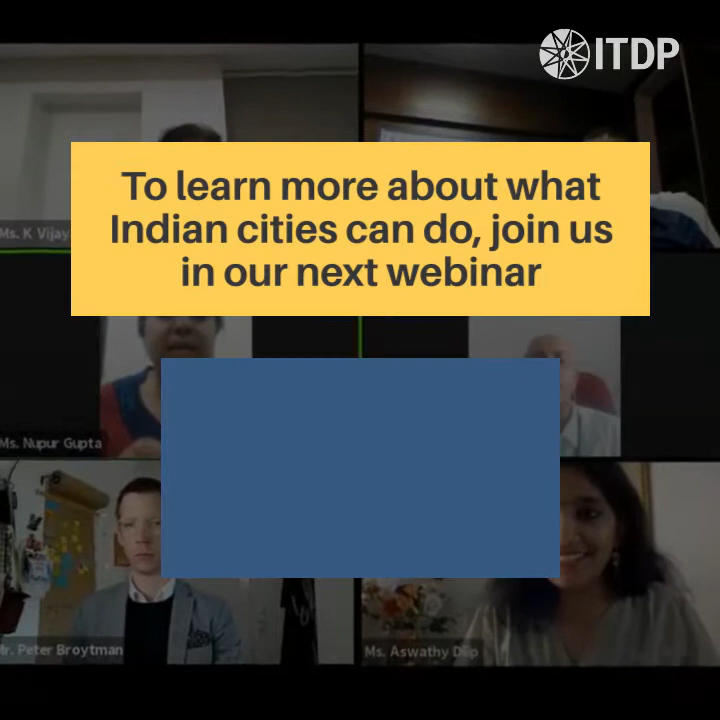 ITDP
To learn more about what
Indian cities can do, join us
in our next webinar
Ms. K Vijay
Ms. Nupur Gupta
Mr. Peter Broytman
Ms. Aswathy Dilip